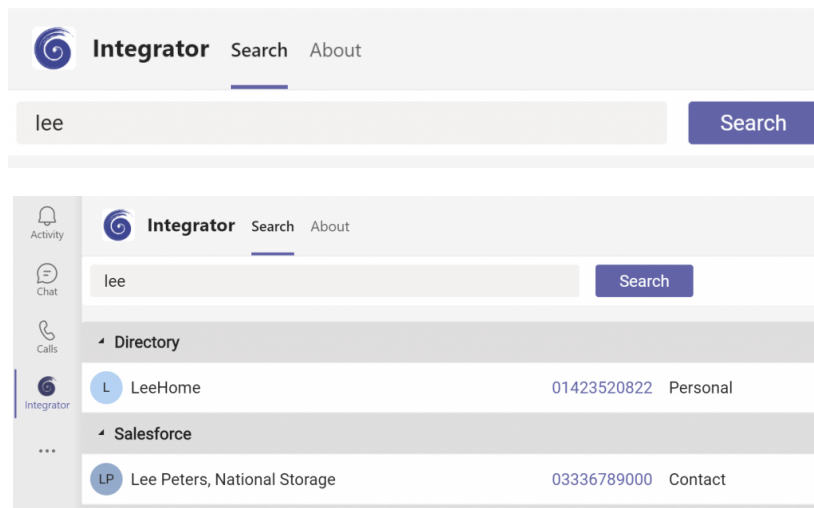 Integrator Search About
lee Search
Activity
Integrator Search About
Chat
lee Search
Calls
Directory
L LeeHome 01423520822 Personal
Integrator
Salesforce
LP Lee Peters, National Storage 03336789000 Contact